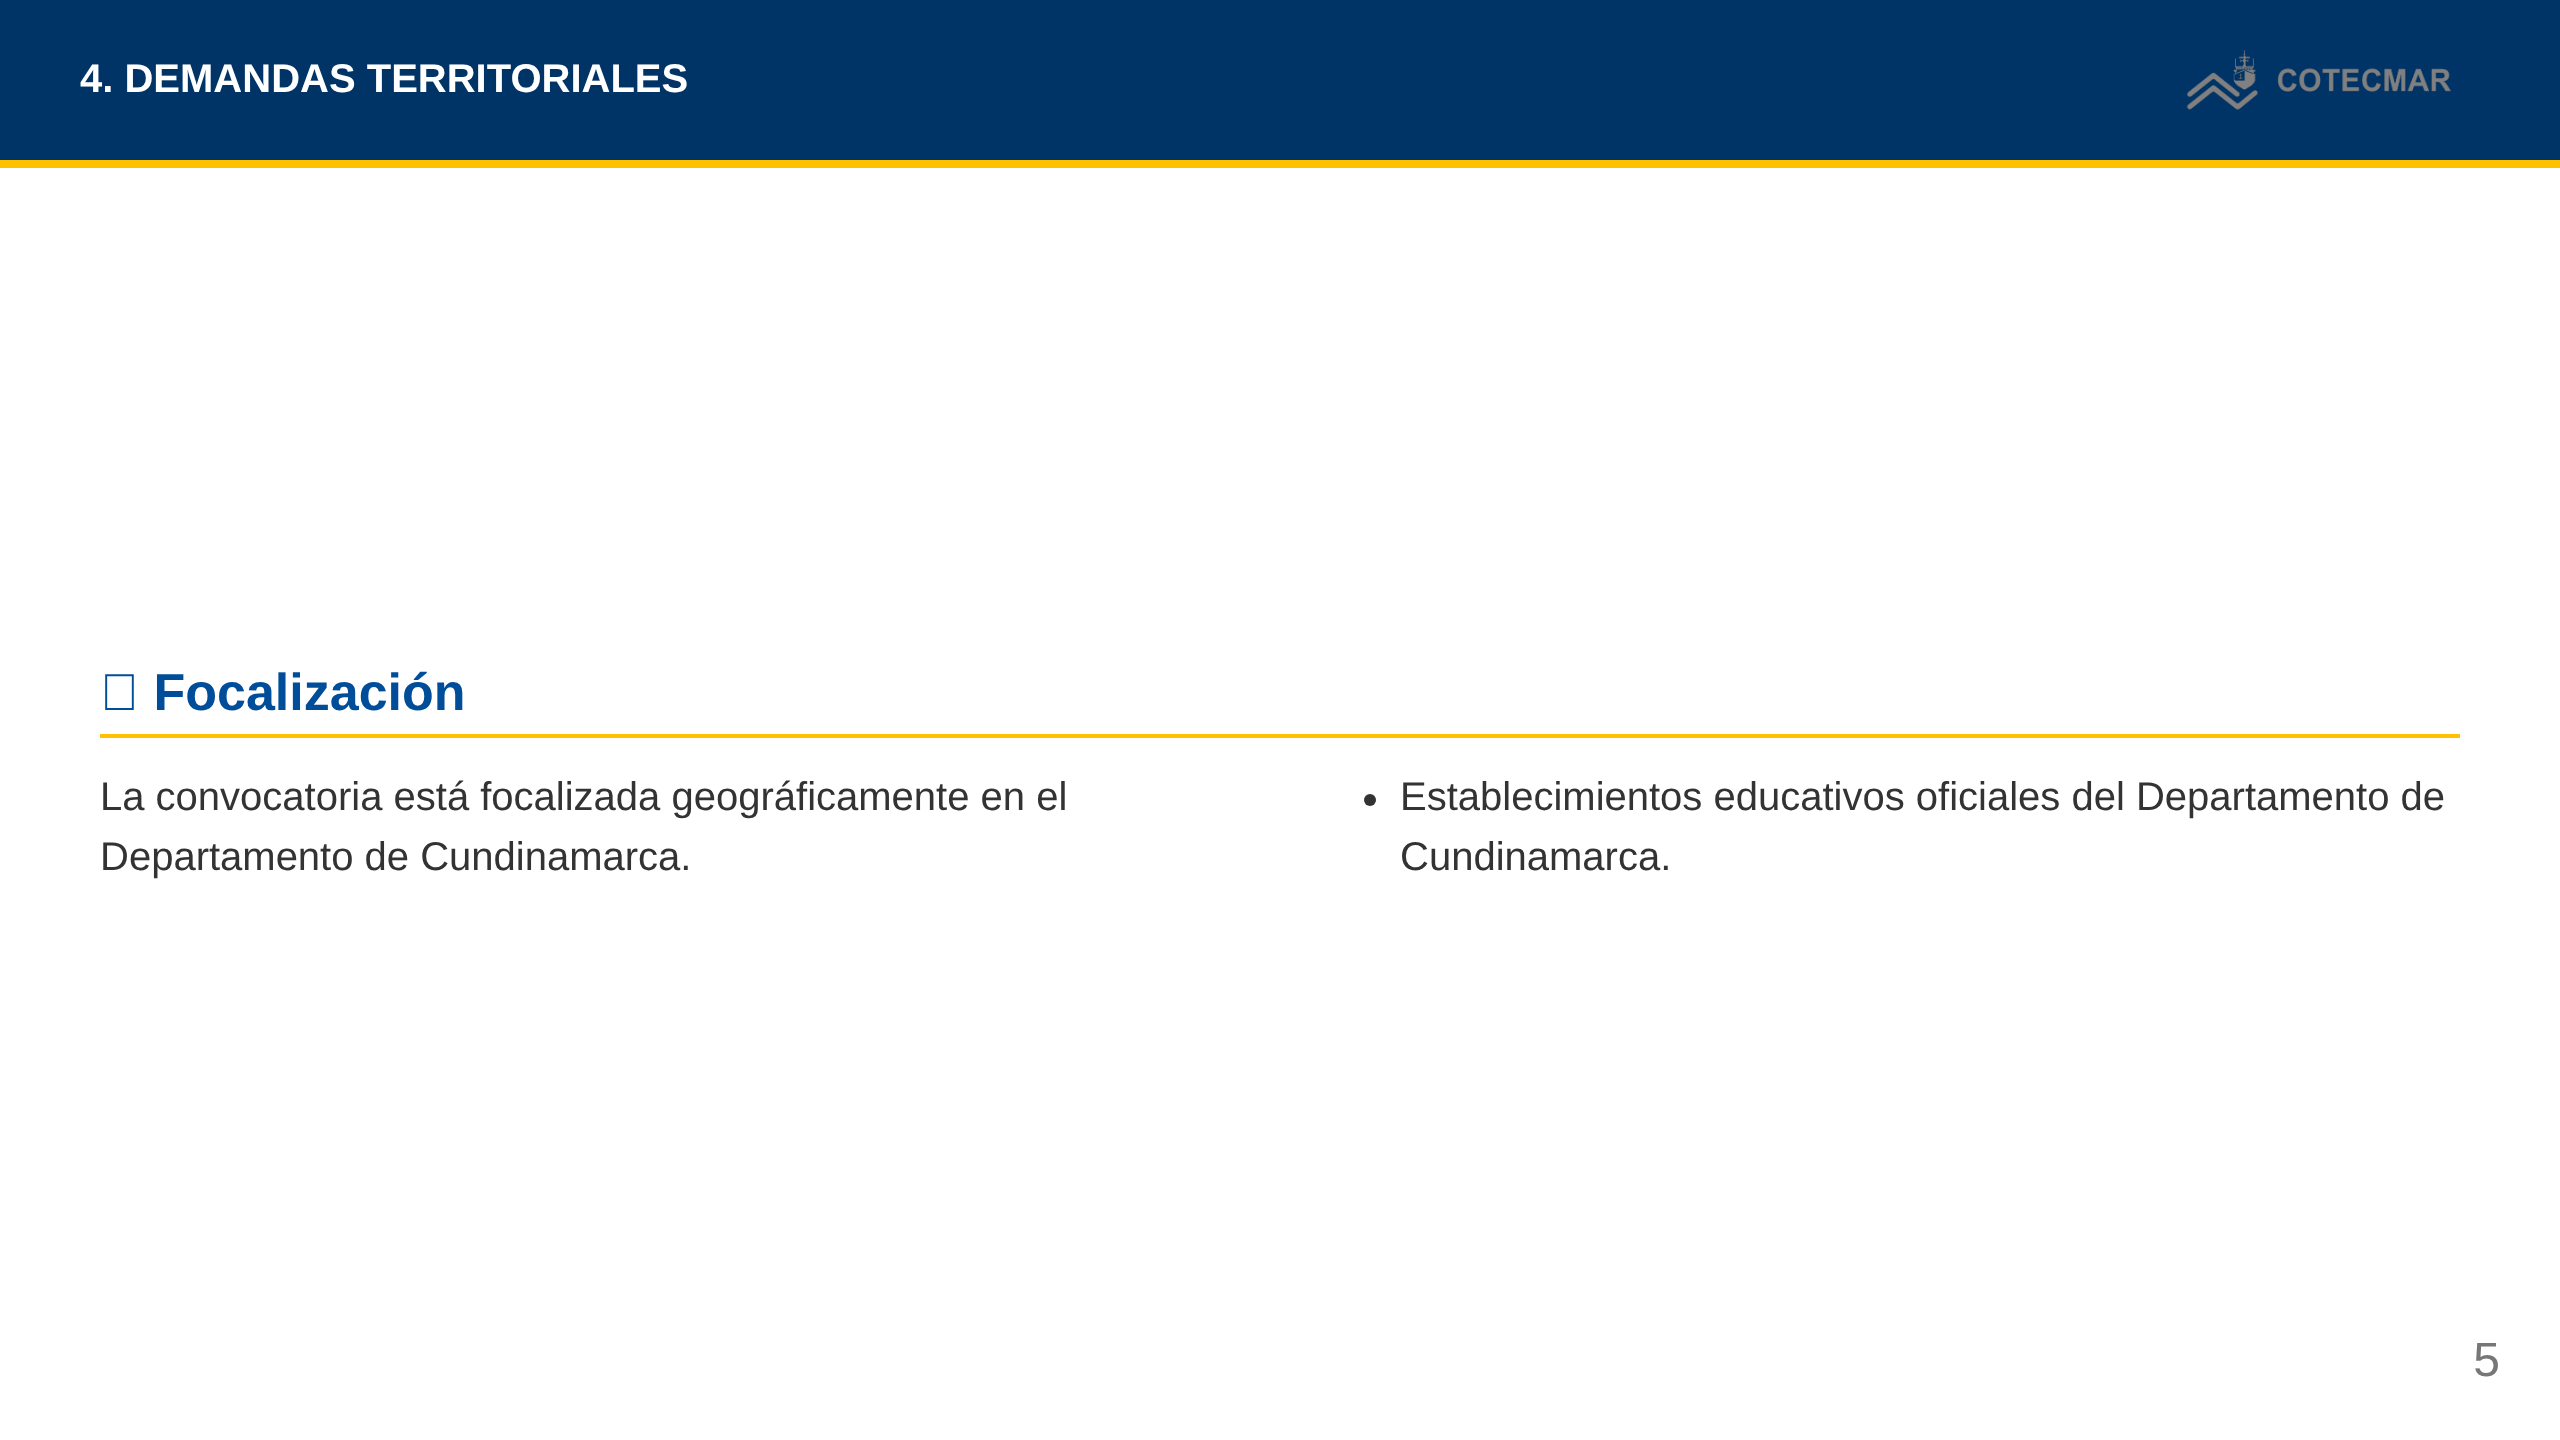 4. DEMANDAS TERRITORIALES
COTECMAR
Focalización
La convocatoria está focalizada geográficamente en el
Departamento de Cundinamarca.
• Establecimientos educativos oficiales del Departamento de
Cundinamarca.
5